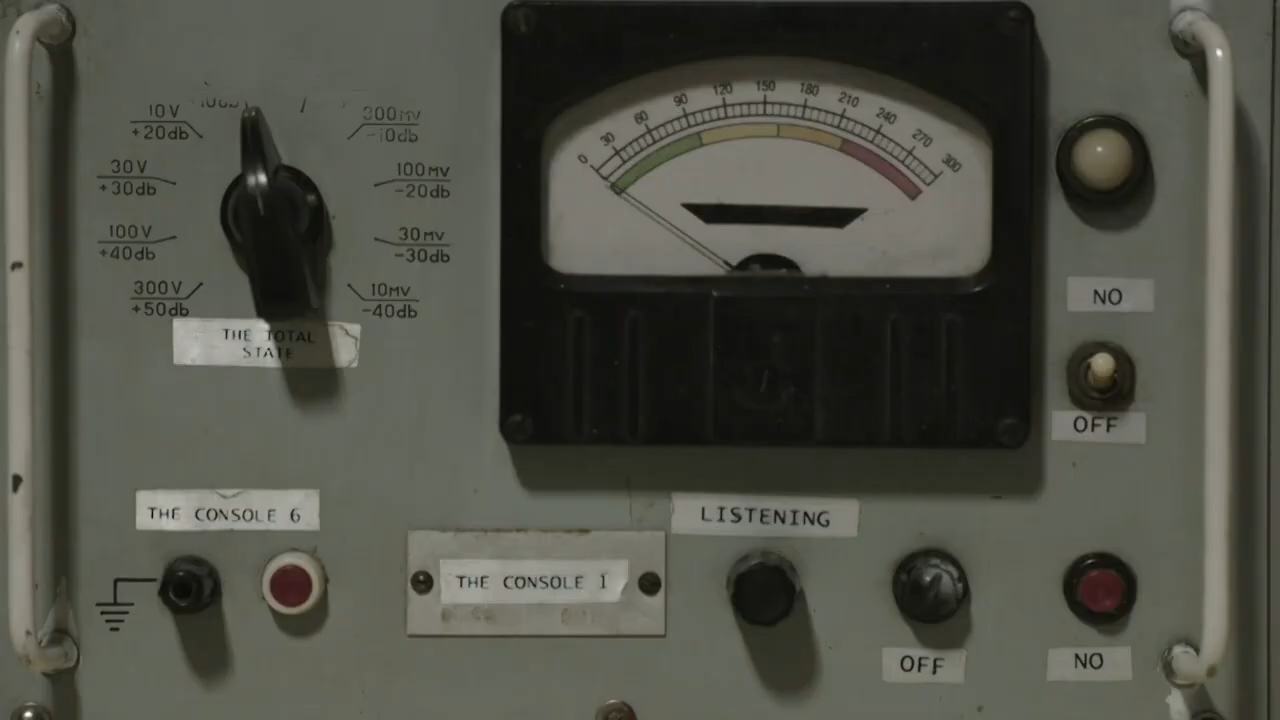 10V
+20db
30V
+30db
100V
+40db
300V
+50db
300MV
-10db
100MV
-20db
30MV
-30db
10MV
-40db
THE TOTAL
STATE
0 30 60 90 120 150 180 210 240 270 300
NO
OFF
THE CONSOLE 6
THE CONSOLE 1
LISTENING
OFF
NO